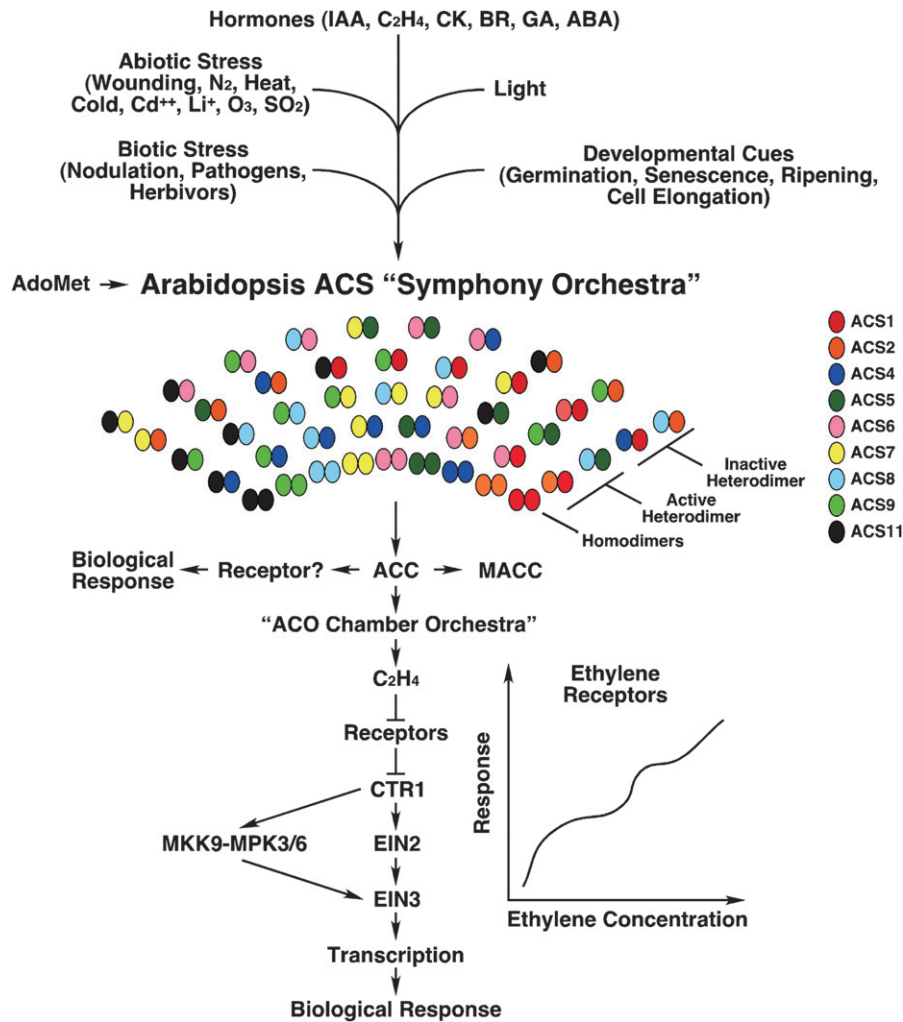 Hormones (IAA, C₂H₄, CK, BR, GA, ABA)
Abiotic Stress
(Wounding, N₂, Heat,
Cold, Cd⁺⁺, Li⁺, O₃, SO₂)
Light
Biotic Stress
(Nodulation, Pathogens,
Herbivors)
Developmental Cues
(Germination, Senescence, Ripening,
Cell Elongation)
AdoMet
Arabidopsis ACS “Symphony Orchestra”
ACS1
ACS2
ACS4
ACS5
ACS6
ACS7
ACS8
ACS9
ACS11
Inactive
Heterodimer
Active
Heterodimer
Homodimers
Biological
Response
Receptor?
ACC
MACC
“ACO Chamber Orchestra”
C₂H₄
Receptors
CTR1
MKK9-MPK3/6
EIN2
EIN3
Transcription
Biological Response
Ethylene
Receptors
Response
Ethylene Concentration